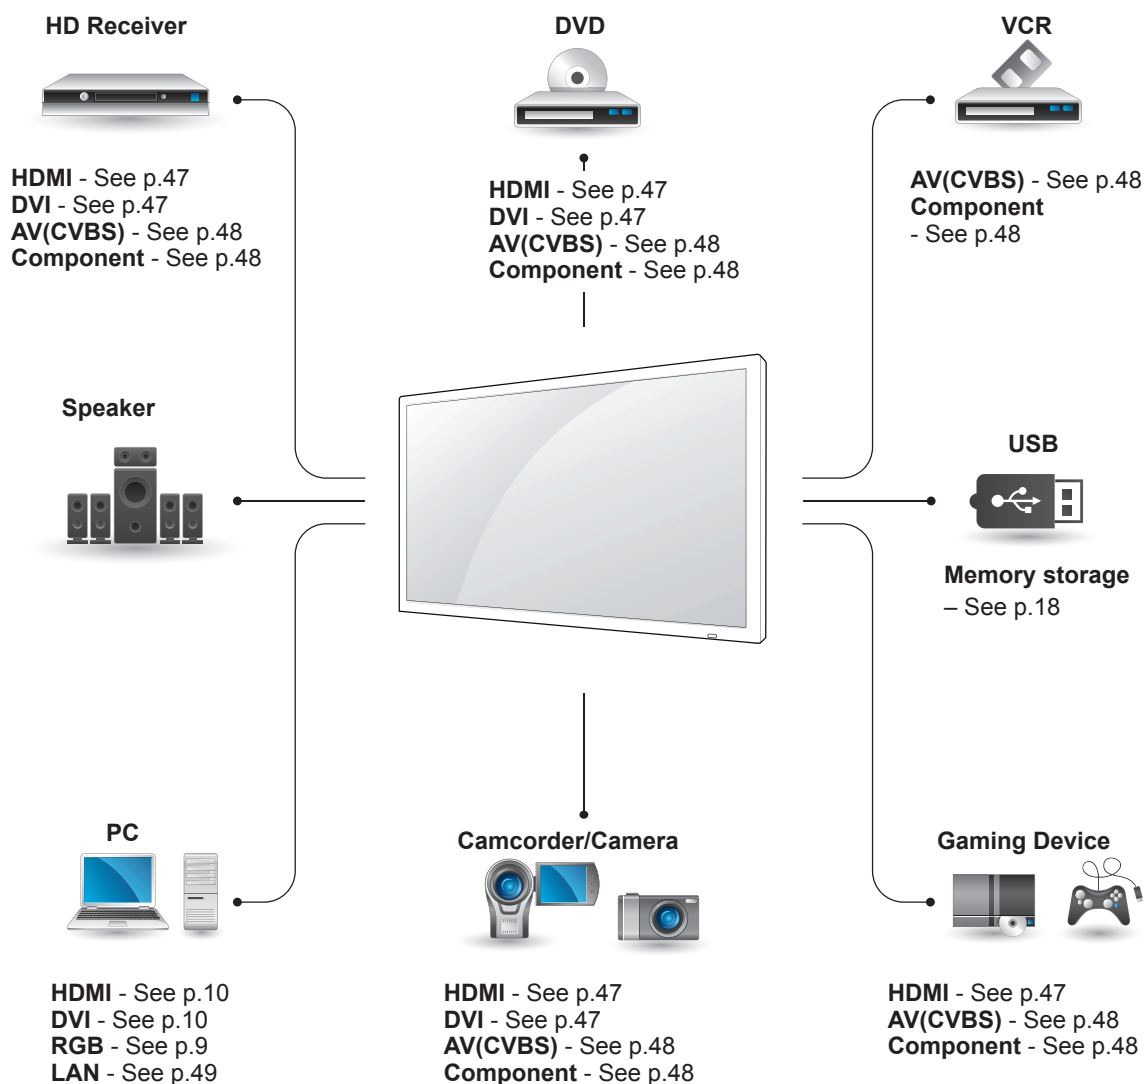 HD Receiver
HDMI - See p.47
DVI - See p.47
AV(CVBS) - See p.48
Component - See p.48
DVD
HDMI - See p.47
DVI - See p.47
AV(CVBS) - See p.48
Component - See p.48
VCR
AV(CVBS) - See p.48
Component
- See p.48
Speaker
USB
Memory storage
– See p.18
PC
HDMI - See p.10
DVI - See p.10
RGB - See p.9
LAN - See p.49
Camcorder/Camera
HDMI - See p.47
DVI - See p.47
AV(CVBS) - See p.48
Component - See p.48
Gaming Device
HDMI - See p.47
AV(CVBS) - See p.48
Component - See p.48